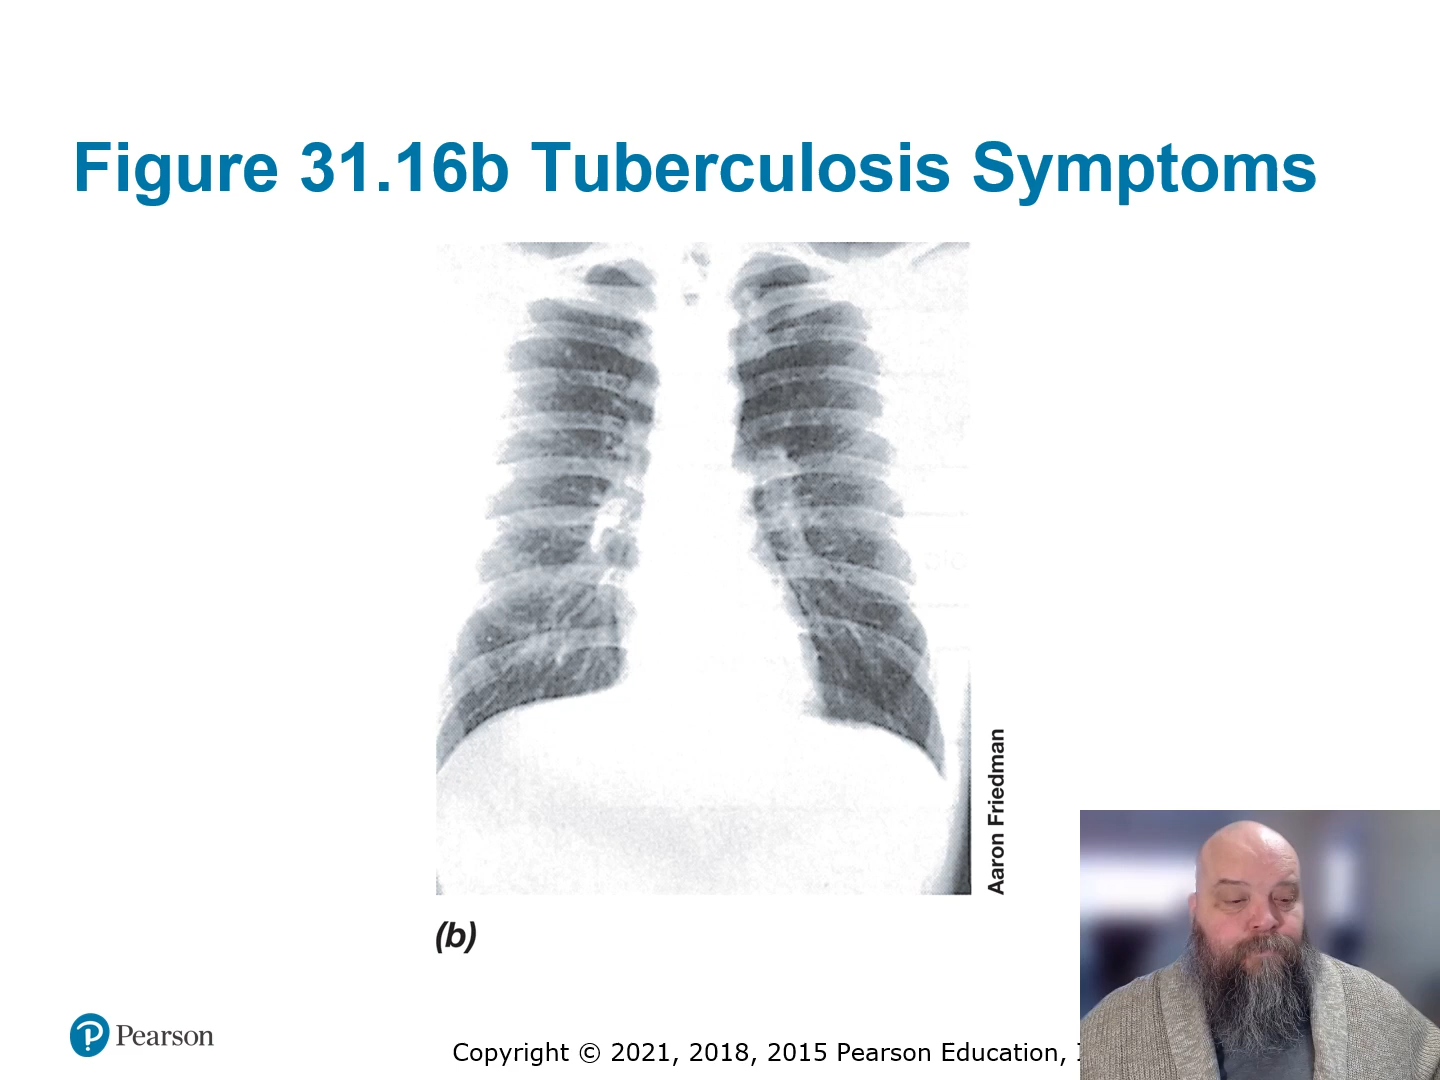 Figure 31.16b Tuberculosis Symptoms
Aaron Friedman
(b)
Pearson
Copyright © 2021, 2018, 2015 Pearson Education,